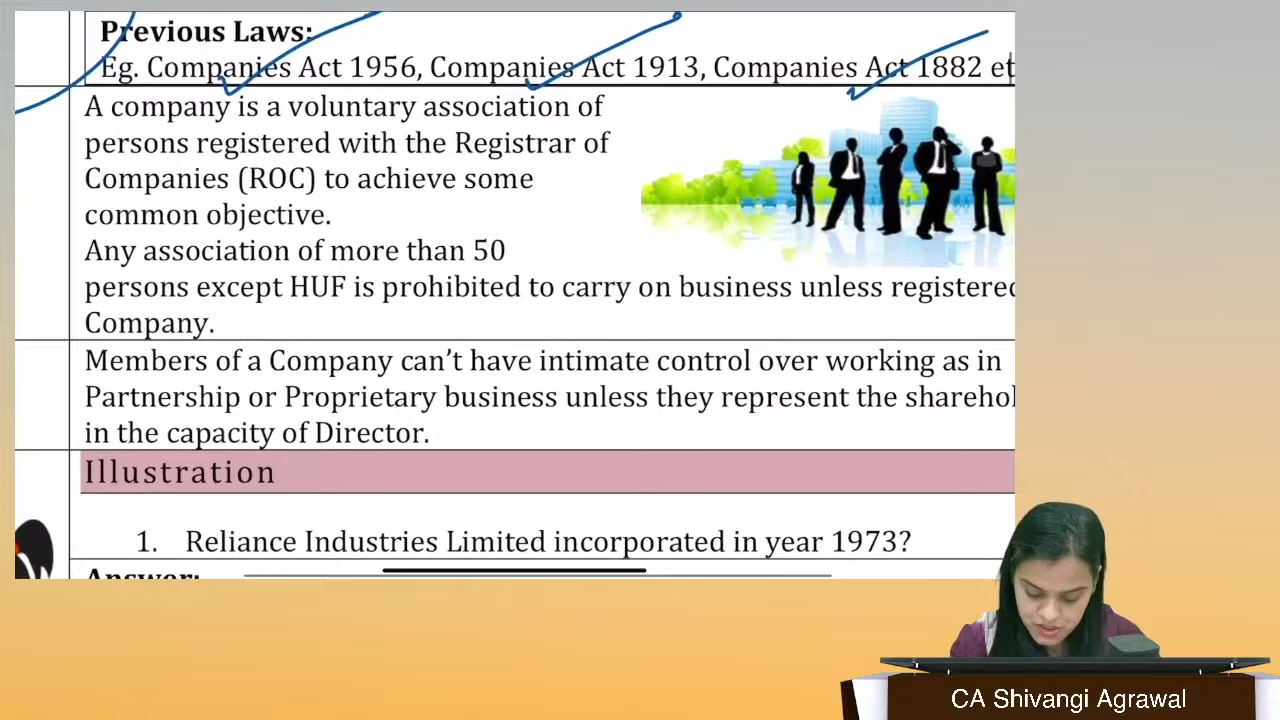 Previous Laws:
Eg. Companies Act 1956, Companies Act 1913, Companies Act 1882 et
A company is a voluntary association of
persons registered with the Registrar of
Companies (ROC) to achieve some
common objective.
Any association of more than 50
persons except HUF is prohibited to carry on business unless registered
Company.
Members of a Company can’t have intimate control over working as in
Partnership or Proprietary business unless they represent the sharehol
in the capacity of Director.
Illustration
1. Reliance Industries Limited incorporated in year 1973?
Answer:
CA Shivangi Agrawal